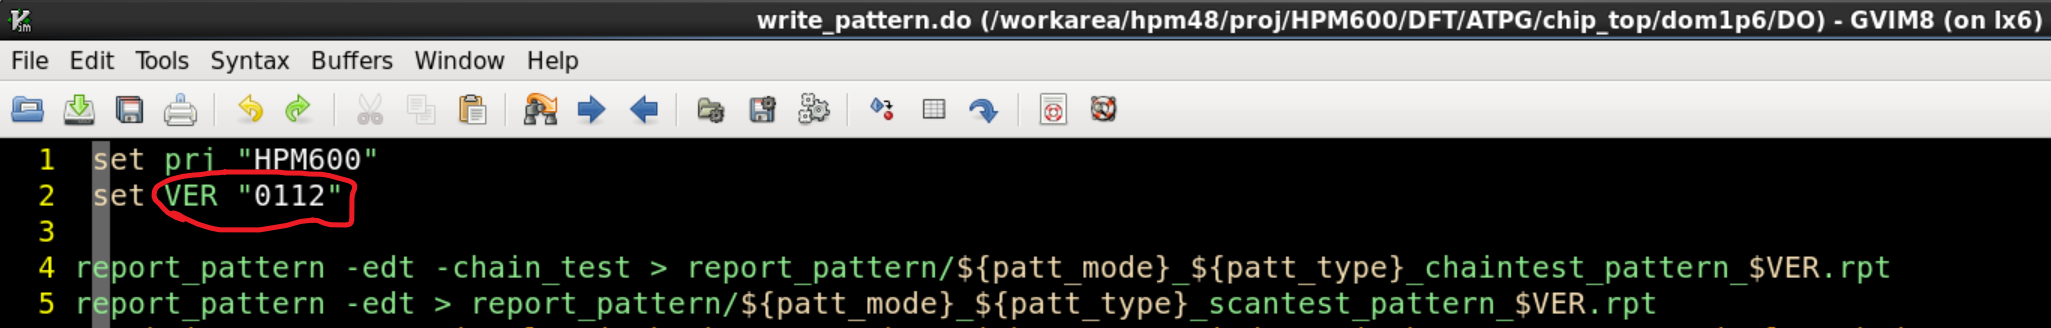 write_pattern.do (/workarea/hpm48/proj/HPM600/DFT/ATPG/chip_top/dom1p6/DO) - GVIM8 (on lx6)
File Edit Tools Syntax Buffers Window Help
1 set prj "HPM600"
2 set VER "0112"
3
4 report_pattern -edt -chain_test > report_pattern/${patt_mode}_${patt_type}_chaintest_pattern_$VER.rpt
5 report_pattern -edt > report_pattern/${patt_mode}_${patt_type}_scantest_pattern_$VER.rpt